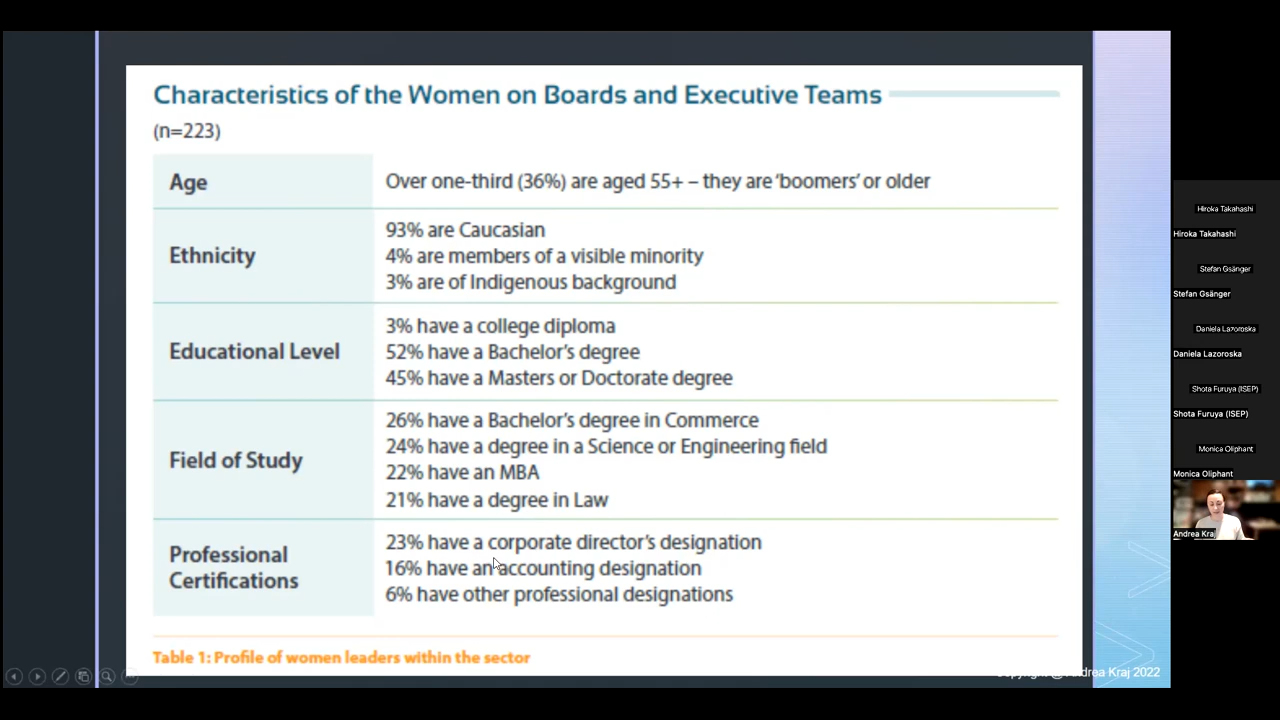 Characteristics of the Women on Boards and Executive Teams
(n=223)
Age
Over one-third (36%) are aged 55+ – they are ‘boomers’ or older
Ethnicity
93% are Caucasian
4% are members of a visible minority
3% are of Indigenous background
Educational Level
3% have a college diploma
52% have a Bachelor’s degree
45% have a Masters or Doctorate degree
Field of Study
26% have a Bachelor’s degree in Commerce
24% have a degree in a Science or Engineering field
22% have an MBA
21% have a degree in Law
Professional
Certifications
23% have a corporate director’s designation
16% have an accounting designation
6% have other professional designations
Table 1: Profile of women leaders within the sector
Copyright @ Andrea Kraj 2022
Hiroka Takahashi
Hiroka Takahashi
Stefan Gsänger
Stefan Gsänger
Daniela Lazoroska
Daniela Lazoroska
Shota Furuya (ISEP)
Shota Furuya (ISEP)
Monica Oliphant
Monica Oliphant
Andrea Kraj